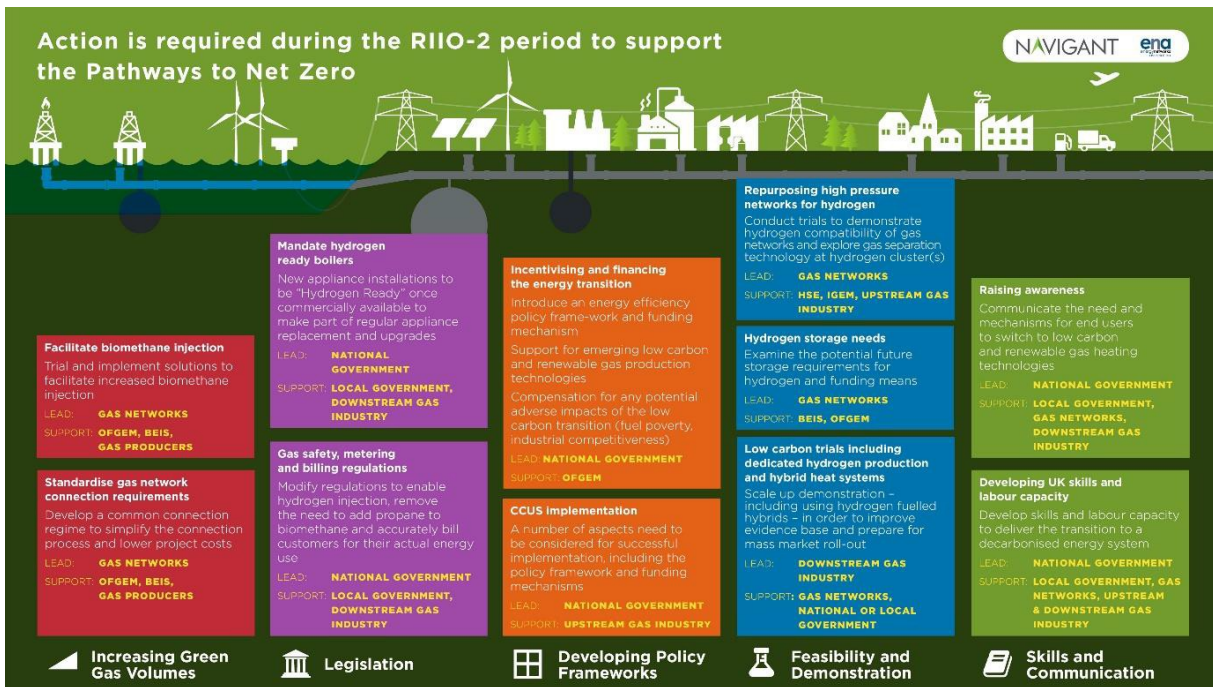 Action is required during the RIIO-2 period to support
the Pathways to Net Zero
NAVIGANT
ena
Facilitate biomethane injection
Trial and implement solutions to
facilitate increased biomethane
injection
LEAD: GAS NETWORKS
SUPPORT: OFGEM, BEIS,
GAS PRODUCERS
Standardise gas network
connection requirements
Develop a common connection
regime to simplify the connection
process and lower project costs
LEAD: GAS NETWORKS
SUPPORT: OFGEM, BEIS,
GAS PRODUCERS
Increasing Green
Gas Volumes
Mandate hydrogen
ready boilers
New appliance installations to
be “Hydrogen Ready” once
commercially available to
make part of regular appliance
replacement and upgrades
LEAD: NATIONAL
GOVERNMENT
SUPPORT: LOCAL GOVERNMENT,
DOWNSTREAM GAS
INDUSTRY
Gas safety, metering
and billing regulations
Modify regulations to enable
hydrogen injection, remove
the need to add propane to
biomethane and accurately bill
customers for their actual energy
use
LEAD: NATIONAL GOVERNMENT
SUPPORT: LOCAL GOVERNMENT,
DOWNSTREAM GAS
INDUSTRY
Legislation
Incentivising and financing
the energy transition
Introduce an energy efficiency
policy frame-work and funding
mechanism
Support for emerging low carbon
and renewable gas production
technologies
Compensation for any potential
adverse impacts of the low
carbon transition (fuel poverty,
industrial competitiveness)
LEAD: NATIONAL GOVERNMENT
SUPPORT: OFGEM
CCUS implementation
A number of aspects need to
be considered for successful
implementation, including the
policy framework and funding
mechanisms
LEAD: NATIONAL GOVERNMENT
SUPPORT: UPSTREAM GAS INDUSTRY
Developing Policy
Frameworks
Repurposing high pressure
networks for hydrogen
Conduct trials to demonstrate
hydrogen compatibility of gas
networks and explore gas separation
technology at hydrogen cluster(s)
LEAD: GAS NETWORKS
SUPPORT: HSE, IGEM, UPSTREAM GAS
INDUSTRY
Hydrogen storage needs
Examine the potential future
storage requirements for
hydrogen and funding means
LEAD: GAS NETWORKS
SUPPORT: BEIS, OFGEM
Low carbon trials including
dedicated hydrogen production
and hybrid heat systems
Scale up demonstration –
including using hydrogen fuelled
hybrids – in order to improve
evidence base and prepare for
mass market roll-out
LEAD: DOWNSTREAM GAS
INDUSTRY
SUPPORT: GAS NETWORKS,
NATIONAL OR LOCAL
GOVERNMENT
Feasibility and
Demonstration
Raising awareness
Communicate the need and
mechanisms for end users
to switch to low carbon
and renewable gas heating
technologies
LEAD: NATIONAL GOVERNMENT
SUPPORT: LOCAL GOVERNMENT,
GAS NETWORKS,
DOWNSTREAM GAS
INDUSTRY
Developing UK skills and
labour capacity
Develop skills and labour capacity
to deliver the transition to a
decarbonised energy system
LEAD: NATIONAL GOVERNMENT
SUPPORT: LOCAL GOVERNMENT, GAS
NETWORKS, UPSTREAM
& DOWNSTREAM GAS
INDUSTRY
Skills and
Communication